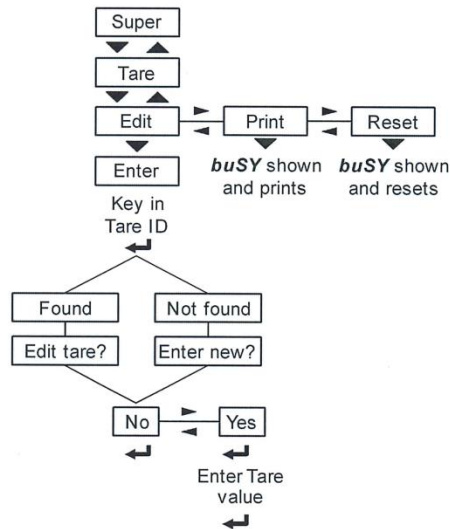 Super
Tare
Edit
Print
Reset
Enter
buSY shown
and prints
buSY shown
and resets
Key in
Tare ID
Found
Not found
Edit tare?
Enter new?
No
Yes
Enter Tare
value